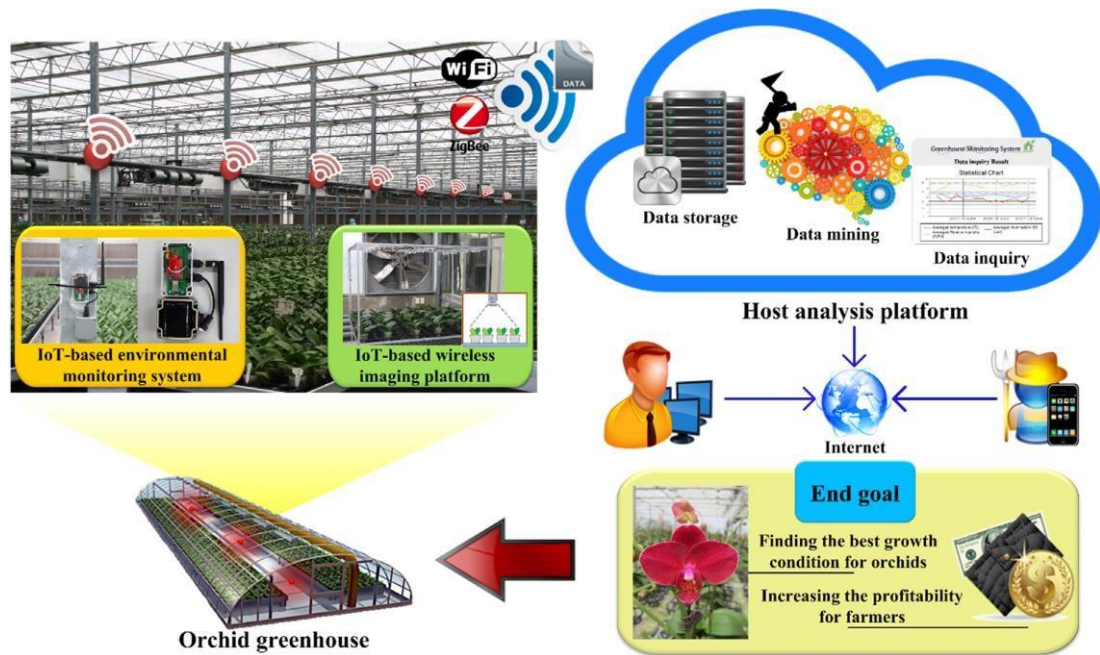 WiFi
DATA
ZigBee
IoT-based environmental
monitoring system
IoT-based wireless
imaging platform
Data storage
Data mining
Greenhouse Monitoring System
Data inquiry Result
Statistical Chart
Data inquiry
Host analysis platform
Internet
Orchid greenhouse
End goal
Finding the best growth
condition for orchids
Increasing the profitability
for farmers